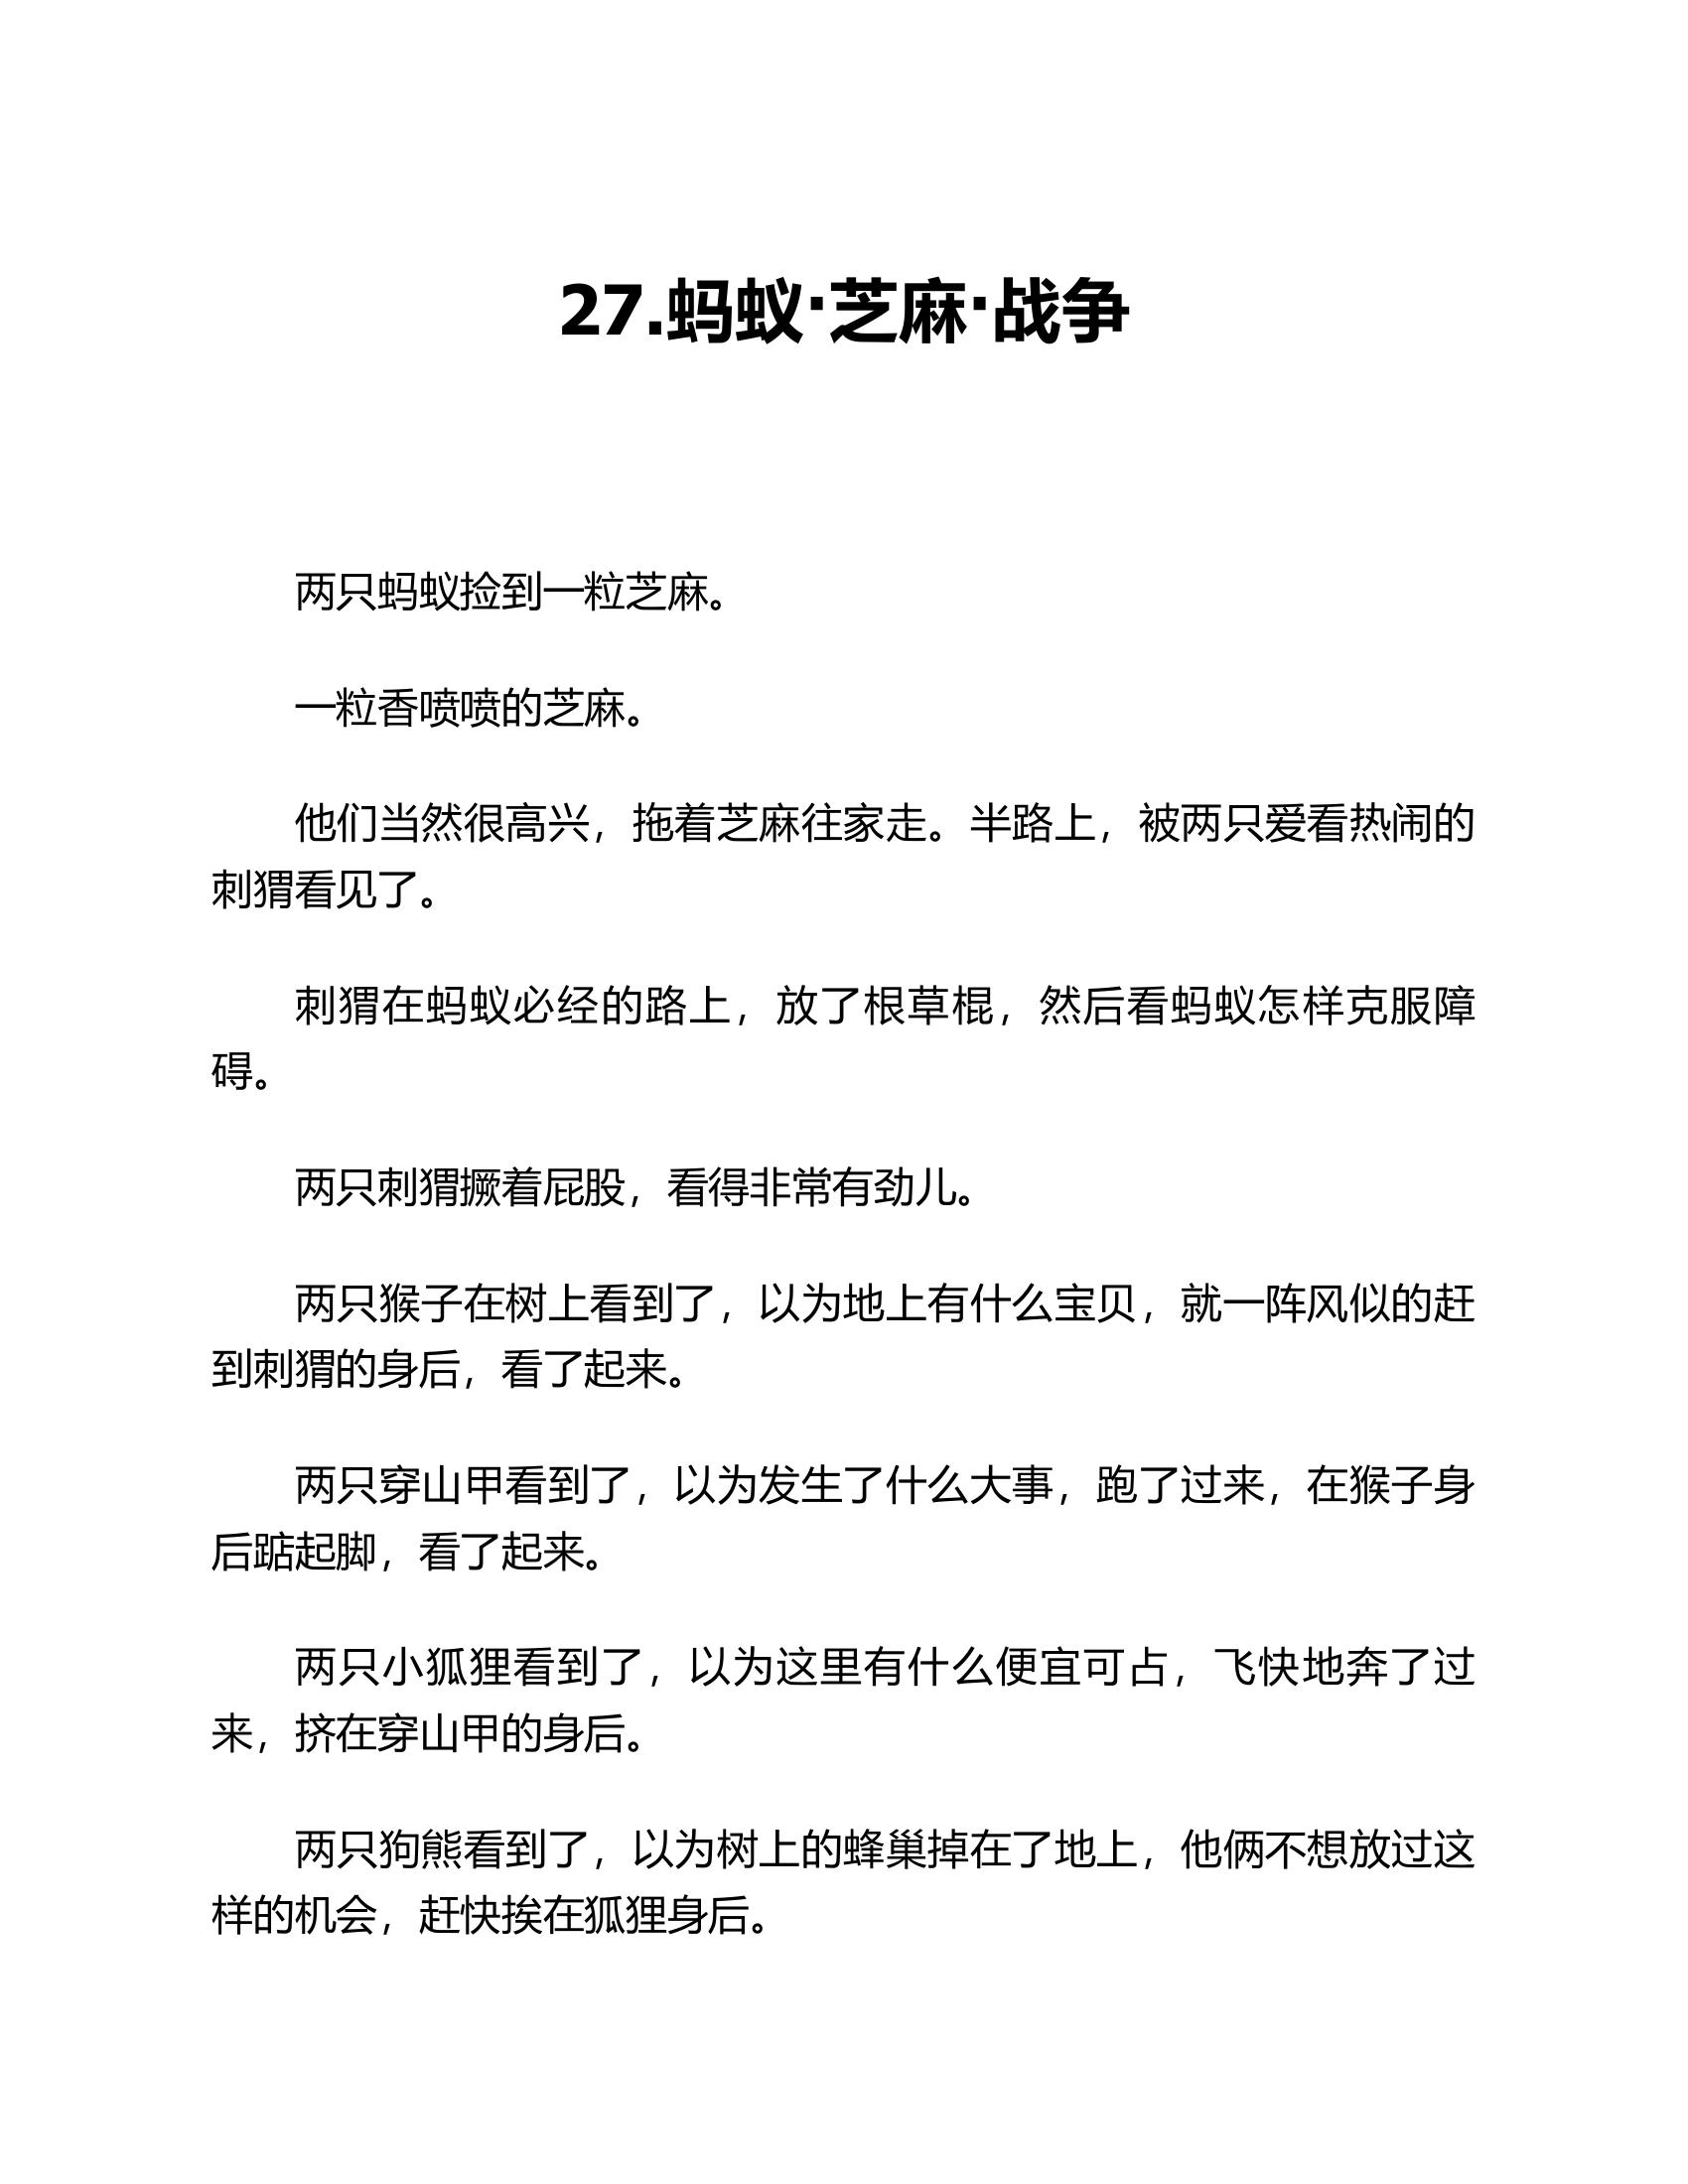 27.蚂蚁·芝麻·战争
两只蚂蚁捡到一粒芝麻。
一粒香喷喷的芝麻。
他们当然很高兴，拖着芝麻往家走。半路上，被两只爱看热闹的
刺猬看见了。
刺猬在蚂蚁必经的路上，放了根草棍，然后看蚂蚁怎样克服障
碍。
两只刺猬撅着屁股，看得非常有劲儿。
两只猴子在树上看到了，以为地上有什么宝贝，就一阵风似的赶
到刺猬的身后，看了起来。
两只穿山甲看到了，以为发生了什么大事，跑了过来，在猴子身
后踮起脚，看了起来。
两只小狐狸看到了，以为这里有什么便宜可占，飞快地奔了过
来，挤在穿山甲的身后。
两只狗熊看到了，以为树上的蜂巢掉在了地上，他俩不想放过这
样的机会，赶快挨在狐狸身后。